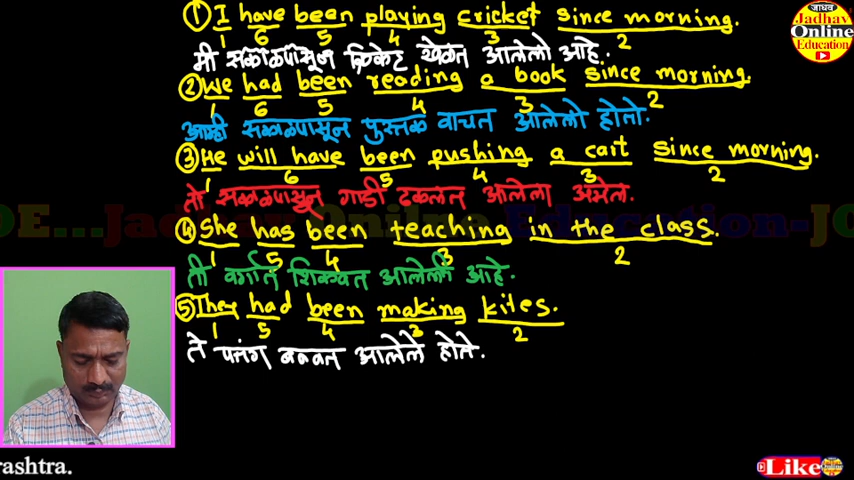 ① I have been playing cricket since morning.
1 6 5 4 3 2
मी सकाळपासून क्रिकेट खेळत आलेलो आहे.
② We had been reading a book since morning.
1 6 5 4 3 2
आम्ही सकाळपासून पुस्तक वाचत आलेलो होतो.
③ He will have been pushing a cart since morning.
1 6 5 4 3 2
तो सकाळपासून गाडी ढकलत आलेला असेल.
④ She has been teaching in the class.
1 5 4 3 2
ती वर्गात शिकवत आलेली आहे.
⑤ They had been making kites.
1 5 4 3 2
ते पतंग बनवत आलेले होते.
जाधव
Jadhav
Online
Education
Jadhav Onilne Education-JO
ashtra.
Like